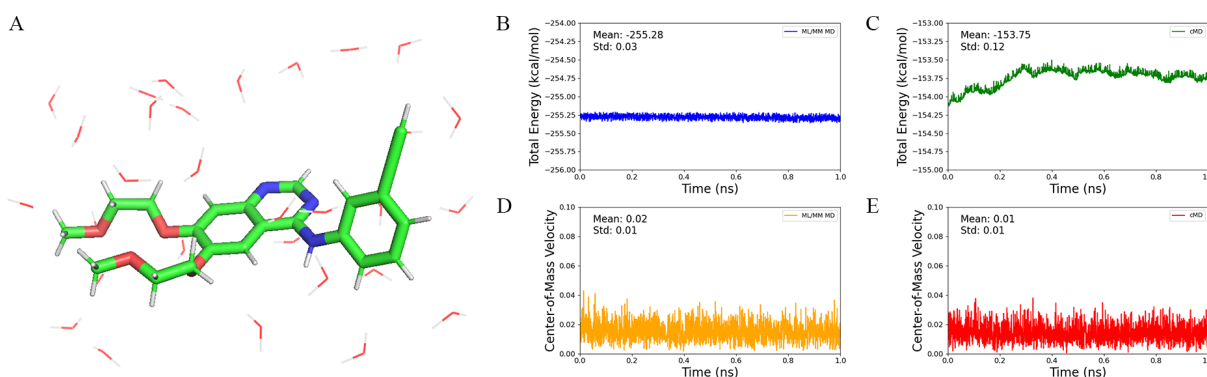 A
B
Total Energy (kcal/mol)
−254.00
−254.25
−254.50
−254.75
−255.00
−255.25
−255.50
−255.75
−256.00
Mean: -255.28
Std: 0.03
ML/MM MD
0.0 0.2 0.4 0.6 0.8 1.0
Time (ns)
C
Total Energy (kcal/mol)
−153.00
−153.25
−153.50
−153.75
−154.00
−154.25
−154.50
−154.75
−155.00
Mean: -153.75
Std: 0.12
cMD
0.0 0.2 0.4 0.6 0.8 1.0
Time (ns)
D
Center-of-Mass Velocity
0.10
0.08
0.06
0.04
0.02
0.00
Mean: 0.02
Std: 0.01
ML/MM MD
0.0 0.2 0.4 0.6 0.8 1.0
Time (ns)
E
Center-of-Mass Velocity
0.10
0.08
0.06
0.04
0.02
0.00
Mean: 0.01
Std: 0.01
cMD
0.0 0.2 0.4 0.6 0.8 1.0
Time (ns)